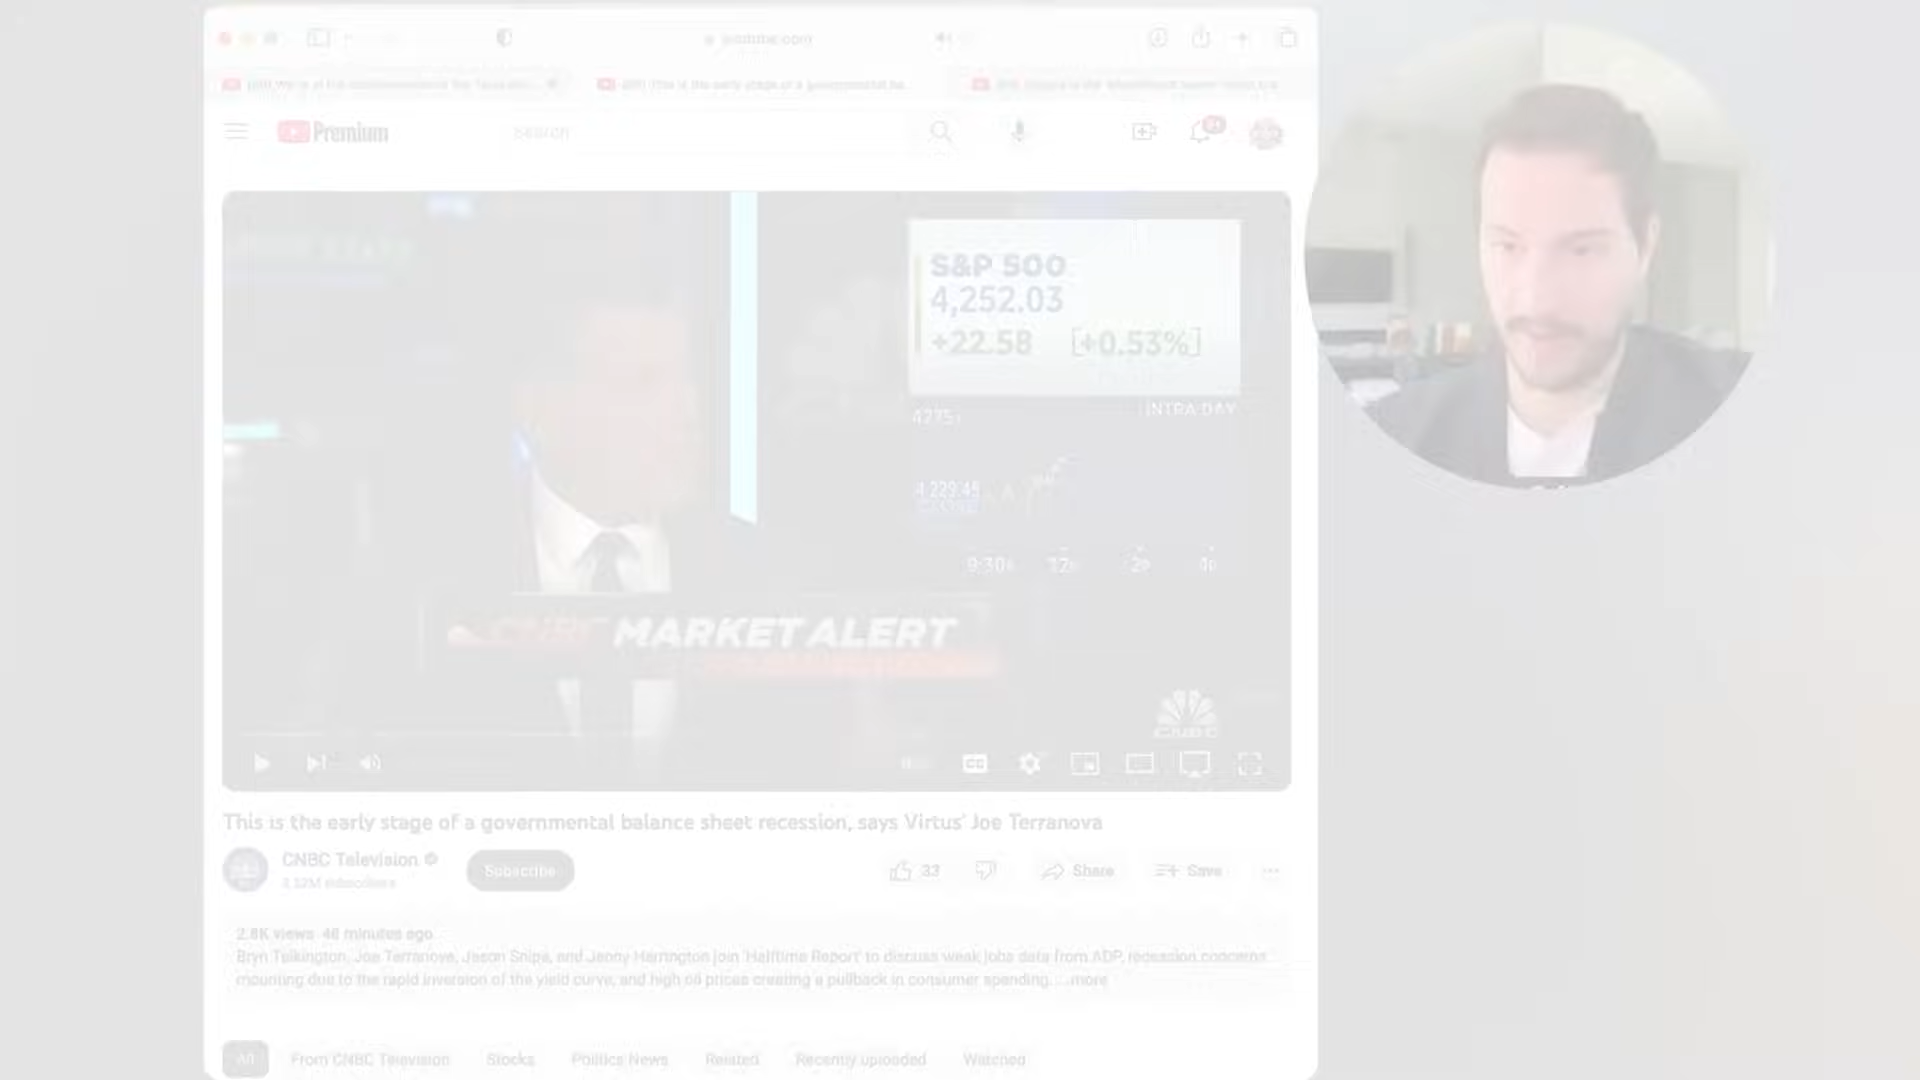 youtube.com
Premium
Search
S&P 500
4,252.03
+22.58 [+0.53%]
INTRA DAY
4275
4,229.45
9:30A 12P 2P 4P
CNBC MARKET ALERT
CNBC
CC
This is the early stage of a governmental balance sheet recession, says Virtus' Joe Terranova
CNBC Television
Subscribe
33
Share
Save
2.8K views 46 minutes ago
Bryn Talkington, Joe Terranova, Jason Snipe, and Jenny Harrington join 'Halftime Report' to discuss weak jobs data from ADP, recession concerns
mounting due to the rapid inversion of the yield curve, and high oil prices creating a pullback in consumer spending. ...more
All
From CNBC Television
Stocks
Politics News
Related
Recently uploaded
Watched